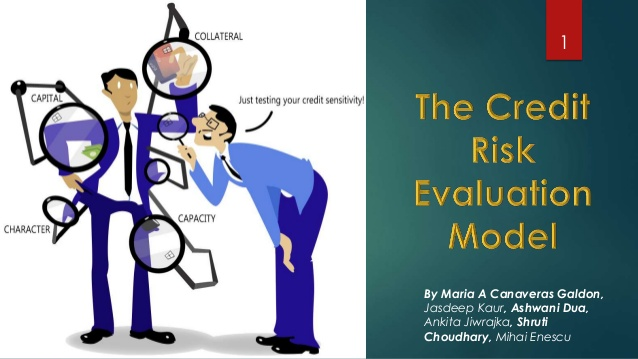 COLLATERAL
CAPITAL
Just testing your credit sensitivity!
CHARACTER
CAPACITY
1
The Credit
Risk
Evaluation
Model
By Maria A Canaveras Galdon,
Jasdeep Kaur, Ashwani Dua,
Ankita Jiwrajka, Shruti
Choudhary, Mihai Enescu